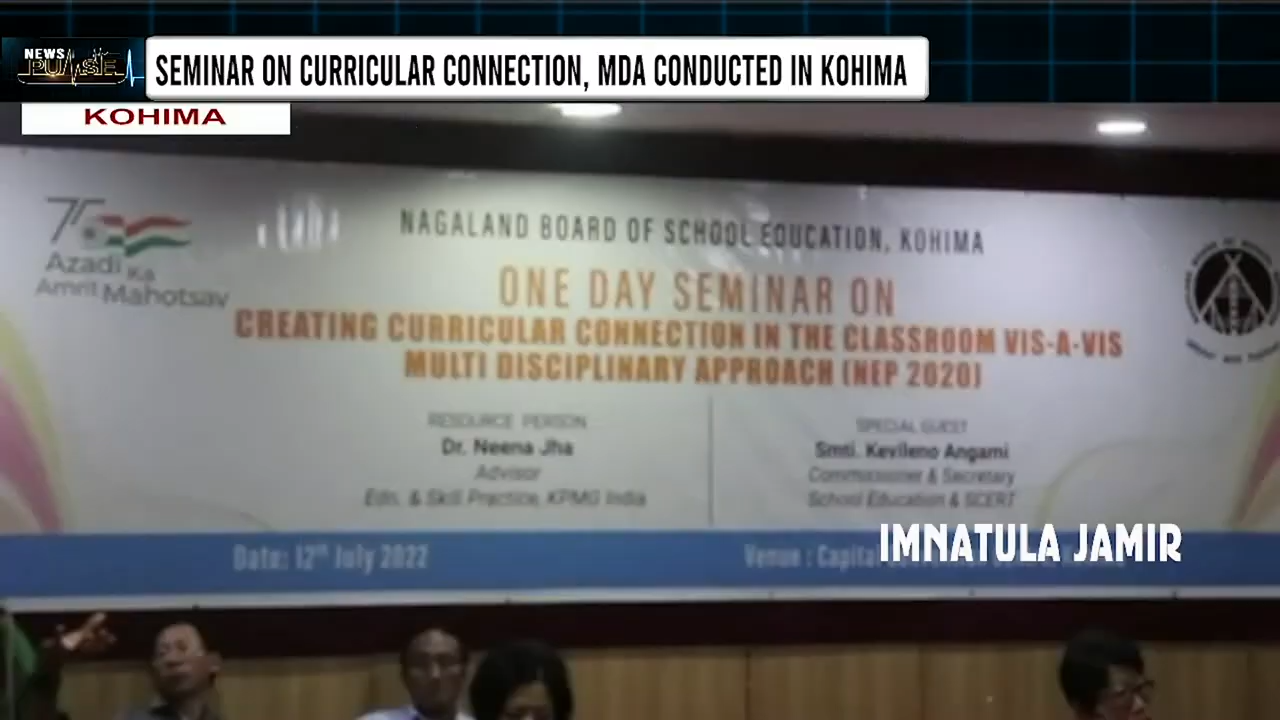 NEWS
PULSE
SEMINAR ON CURRICULAR CONNECTION, MDA CONDUCTED IN KOHIMA
KOHIMA
75
Azadi Ka
Amrit Mahotsav
NAGALAND BOARD OF SCHOOL EDUCATION, KOHIMA
ONE DAY SEMINAR ON
CREATING CURRICULAR CONNECTION IN THE CLASSROOM VIS-A-VIS
MULTI DISCIPLINARY APPROACH (NEP 2020)
RESOURCE PERSON
Dr. Neena Jha
Advisor
Edn. & Skill Practice, KPMG India
SPECIAL GUEST
Smti. Kevileno Angami
Commissioner & Secretary
School Education & SCERT
IMNATULA JAMIR
Date: 12th July 2022
Venue : Capital